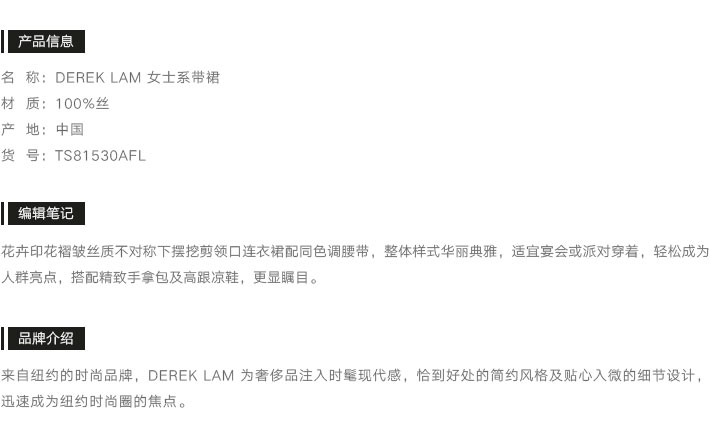 产品信息
名 称：DEREK LAM 女士系带裙
材 质：100%丝
产 地：中国
货 号：TS81530AFL
编辑笔记
花卉印花褶皱丝质不对称下摆挖剪领口连衣裙配同色调腰带，整体样式华丽典雅，适宜宴会或派对穿着，轻松成为
人群亮点，搭配精致手拿包及高跟凉鞋，更显瞩目。
品牌介绍
来自纽约的时尚品牌，DEREK LAM 为奢侈品注入时髦现代感，恰到好处的简约风格及贴心入微的细节设计，
迅速成为纽约时尚圈的焦点。